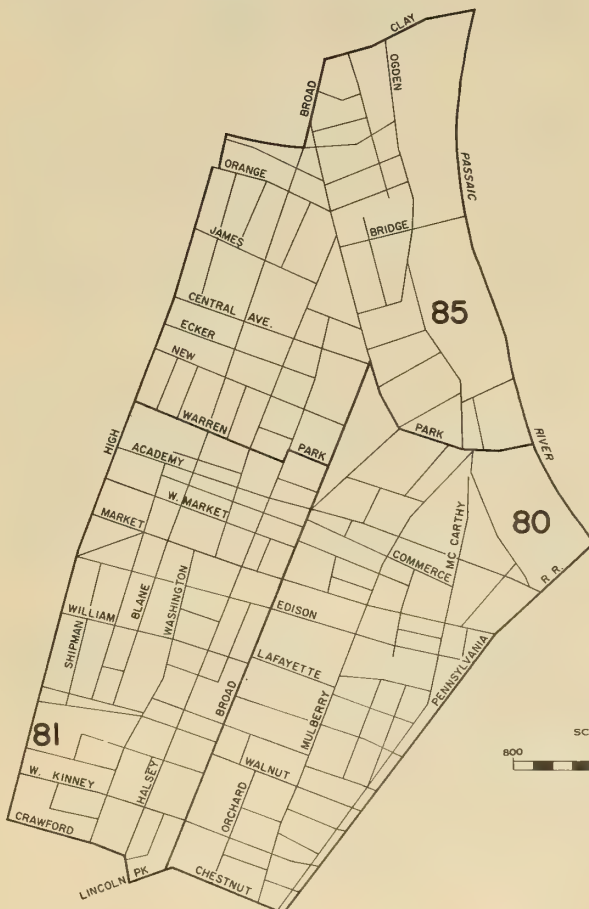 CLAY
OGDEN
BROAD
PASSAIC
ORANGE
BRIDGE
JAMES
85
CENTRAL AVE.
ECKER
NEW
WARREN
PARK
PARK
RIVER
HIGH
ACADEMY
W. MARKET
MARKET
80
MC CARTHY
COMMERCE
R R.
WASHINGTON
BLANE
EDISON
WILLIAM
SHIPMAN
LAFAYETTE
PENNSYLVANIA
BROAD
MULBERRY
81
SC
800
WALNUT
HALSEY
W. KINNEY
ORCHARD
CRAWFORD
LINCOLN PK
CHESTNUT